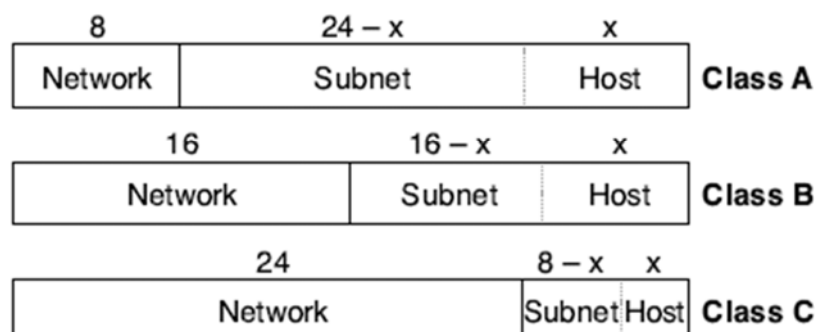 8 24 – x x
Network Subnet Host Class A
16 16 – x x
Network Subnet Host Class B
24 8 – x x
Network Subnet Host Class C